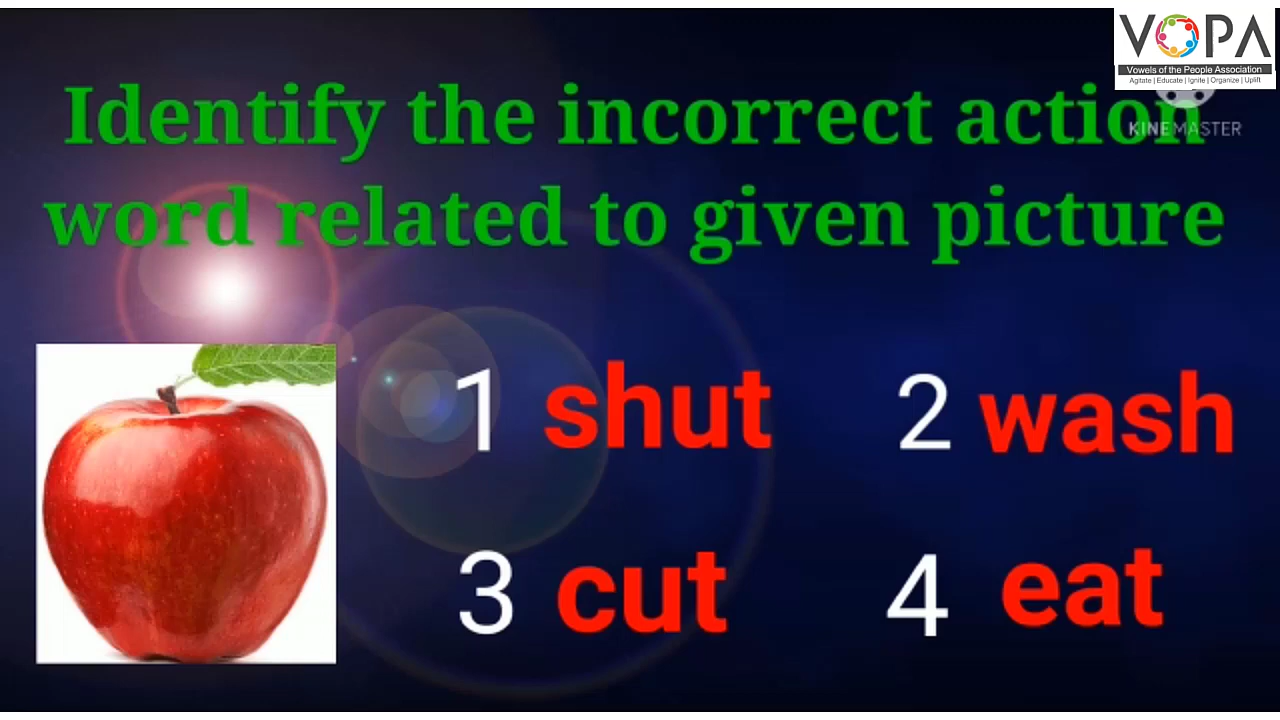 VOPA
Vowels of the People Association
Agitate | Educate | Ignite | Organize | Uplift
Identify the incorrect action
KINEMASTER
word related to given picture
1 shut 2 wash
3 cut 4 eat